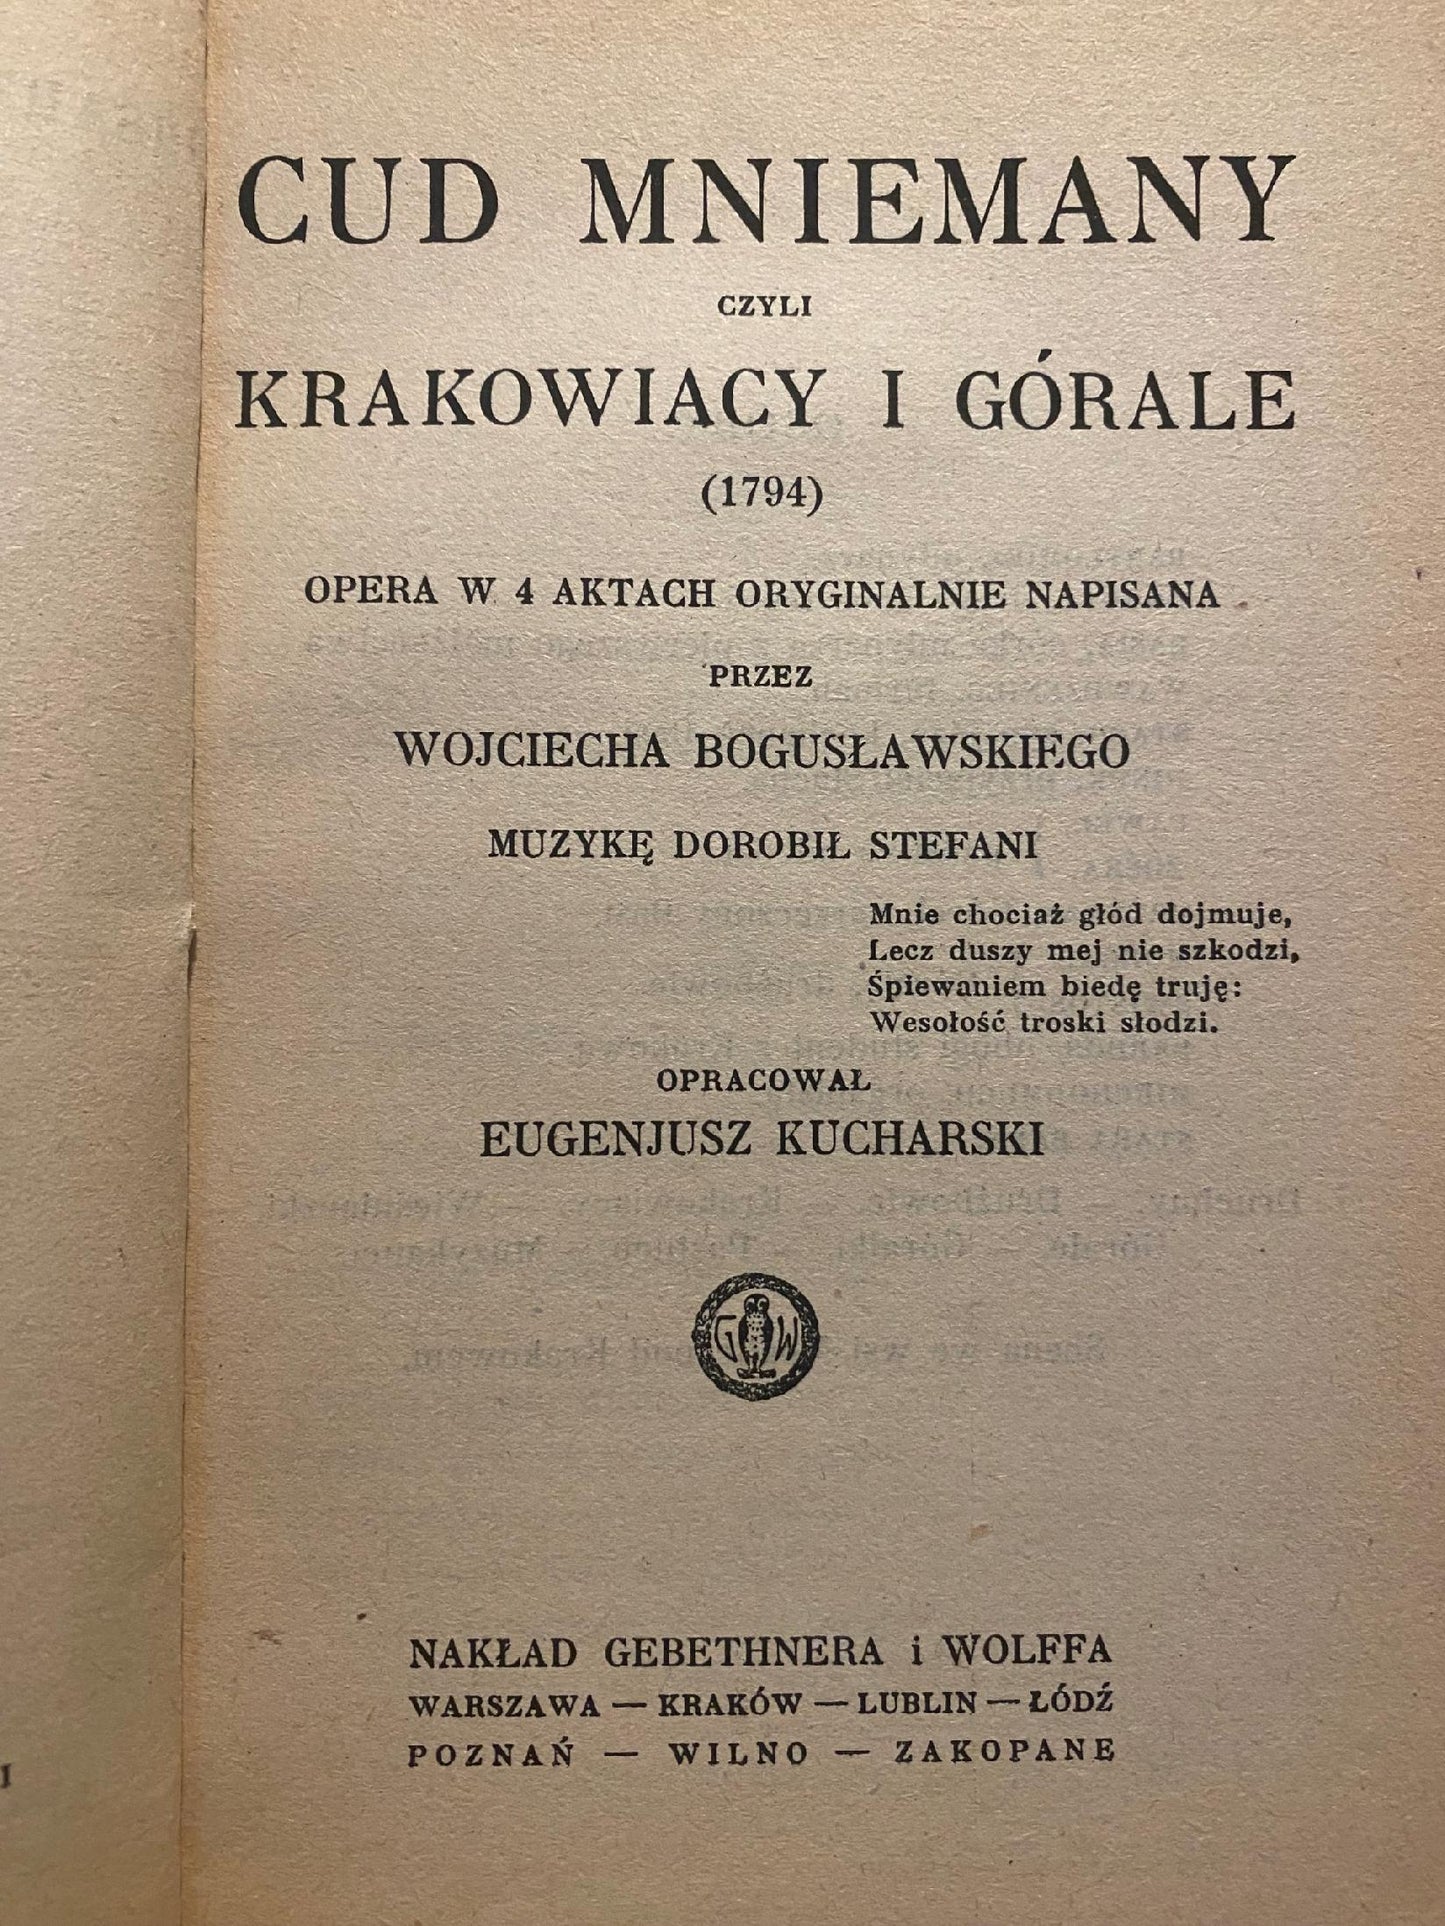 CUD MNIEMANY
CZYLI
KRAKOWIACY I GÓRALE
(1794)
OPERA W 4 AKTACH ORYGINALNIE NAPISANA
PRZEZ
WOJCIECHA BOGUSŁAWSKIEGO
MUZYKĘ DOROBIŁ STEFANI
Mnie chociaż głód dojmuje,
Lecz duszy mej nie szkodzi,
Śpiewaniem biedę truję:
Wesołość troski słodzi.
OPRACOWAŁ
EUGENJUSZ KUCHARSKI
G W
NAKŁAD GEBETHNERA i WOLFFA
WARSZAWA — KRAKÓW — LUBLIN — ŁÓDŹ
POZNAŃ — WILNO — ZAKOPANE